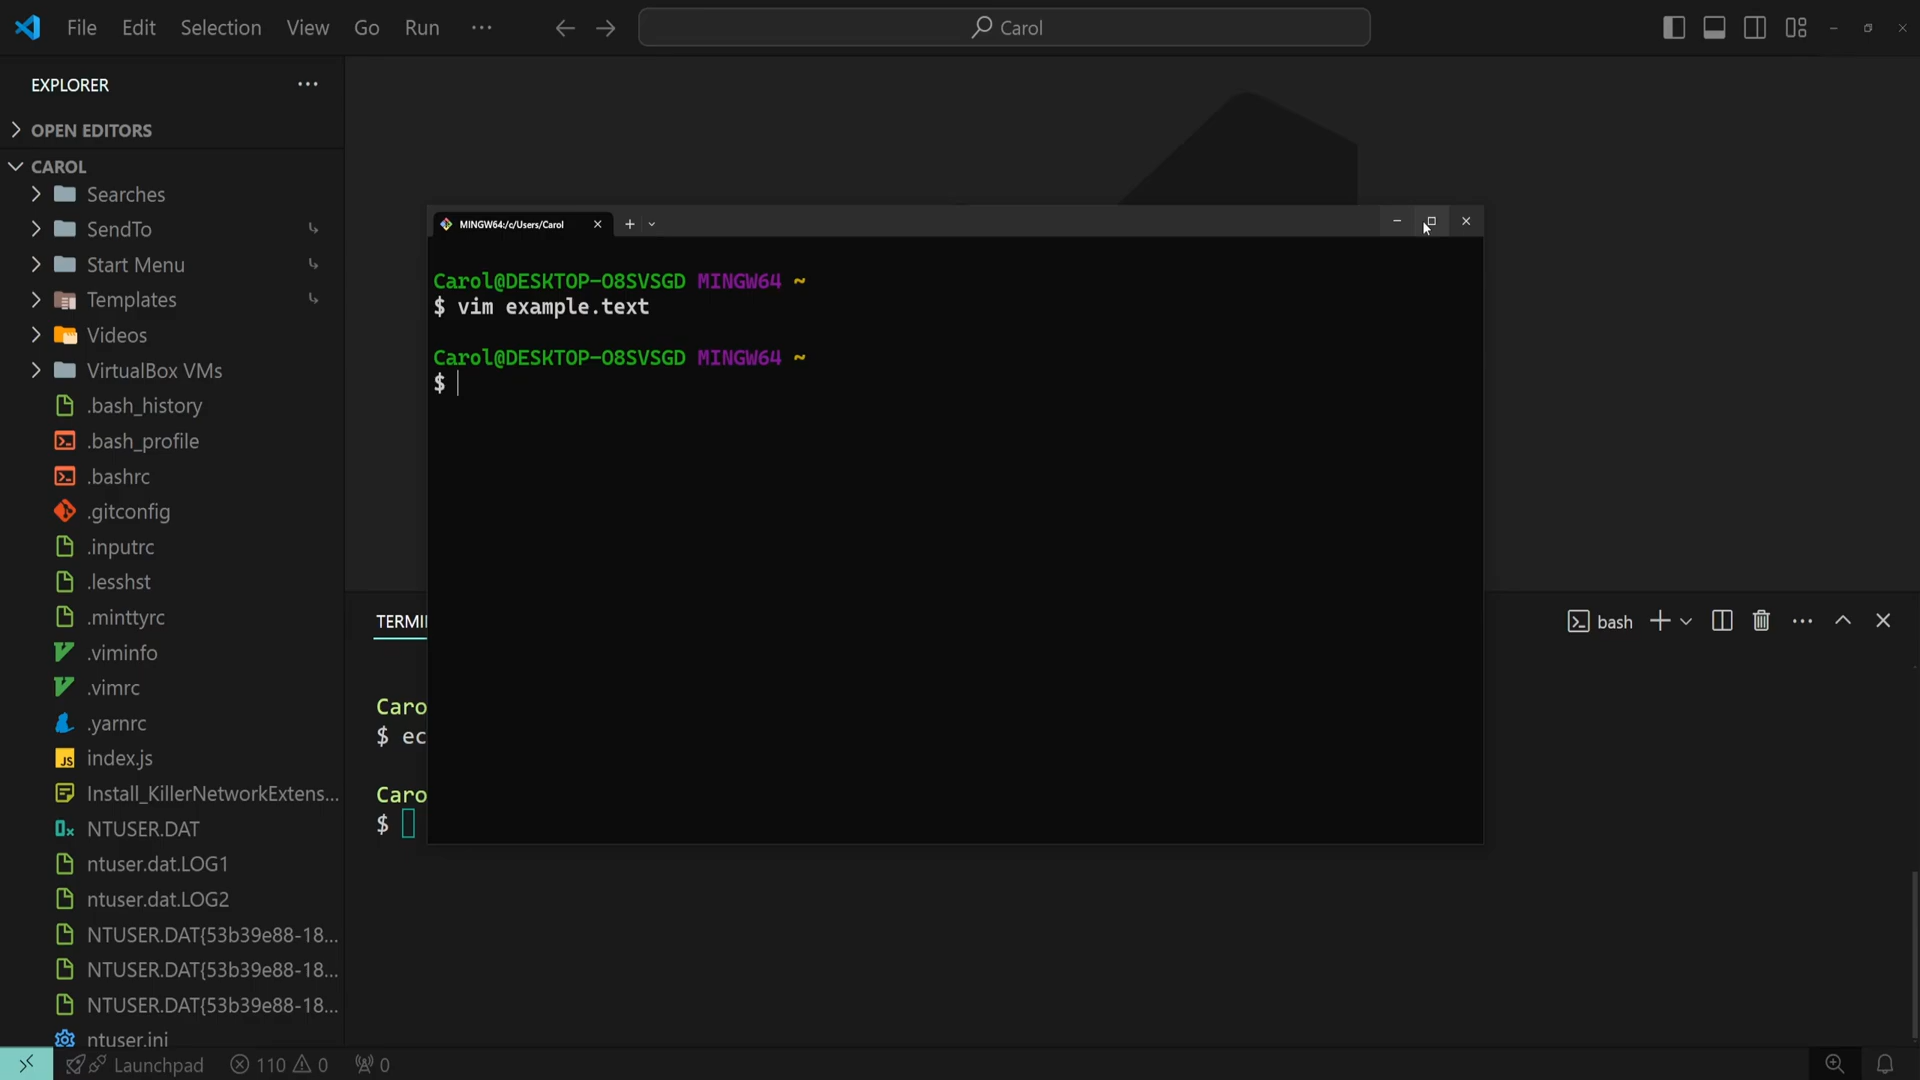 File Edit Selection View Go Run ···
Carol
EXPLORER ···
OPEN EDITORS
CAROL
Searches
SendTo
Start Menu
Templates
Videos
VirtualBox VMs
.bash_history
.bash_profile
.bashrc
.gitconfig
.inputrc
.lesshst
.minttyrc
.viminfo
.vimrc
.yarnrc
JS index.js
Install_KillerNetworkExtens...
NTUSER.DAT
ntuser.dat.LOG1
ntuser.dat.LOG2
NTUSER.DAT{53b39e88-18...
NTUSER.DAT{53b39e88-18...
NTUSER.DAT{53b39e88-18...
ntuser.ini
MINGW64:/c/Users/Carol
Carol@DESKTOP-O8SVSGD MINGW64 ~
$ vim example.text
Carol@DESKTOP-O8SVSGD MINGW64 ~
$
TERMI
bash
Caro
$ ec
Caro
$
Launchpad 110 0 0